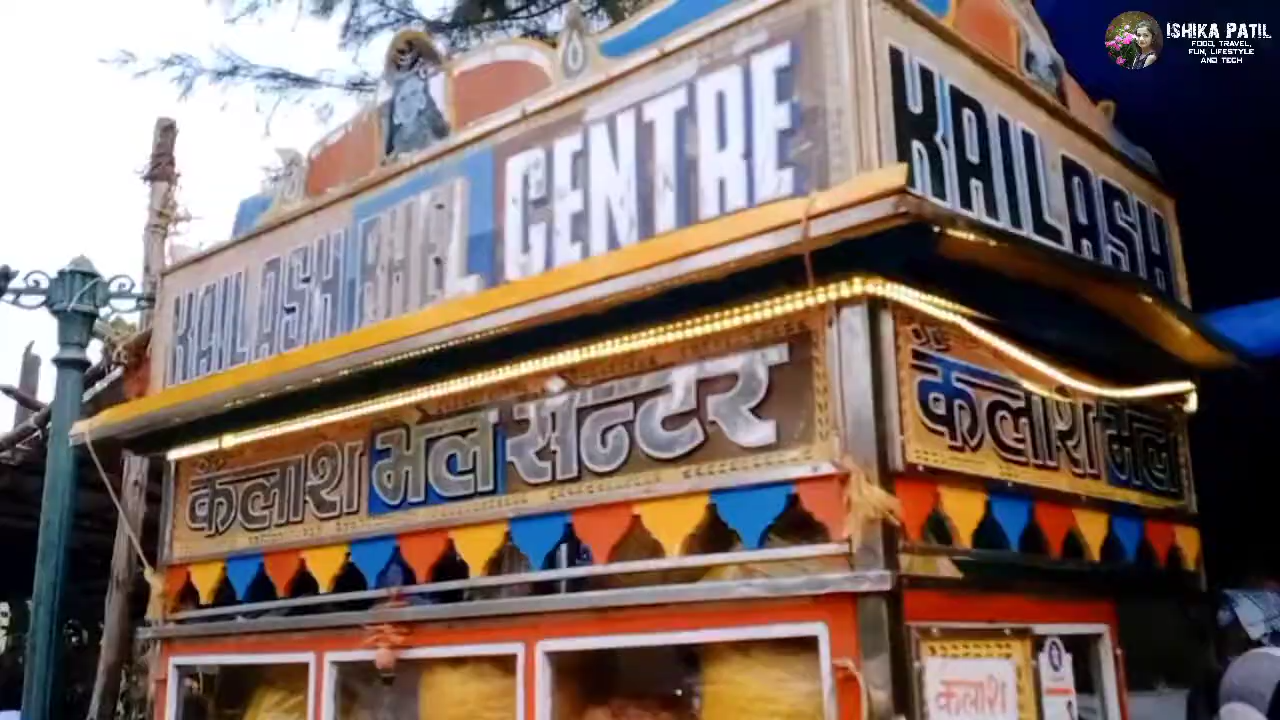 ISHIKA PATIL
FOOD, TRAVEL,
FUN, LIFESTYLE
AND TECH
KAILASH BHEL CENTRE
KAILASH
कैलाश भेल सेन्टर
कैलाश भेल
कैलाश